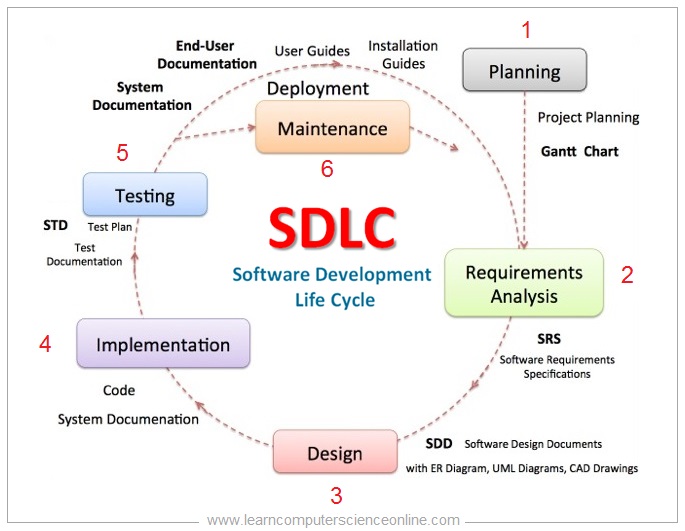 1
Planning
Project Planning
Gantt Chart
End-User
Documentation
User Guides
Installation
Guides
System
Documentation
Deployment
Maintenance
6
5
Testing
STD Test Plan
Test
Documentation
SDLC
Software Development
Life Cycle
Requirements
Analysis
2
SRS
Software Requirements
Specifications
4
Implementation
Code
System Documenation
Design
3
SDD Software Design Documents
with ER Diagram, UML Diagrams, CAD Drawings
www.learncomputerscienceonline.com